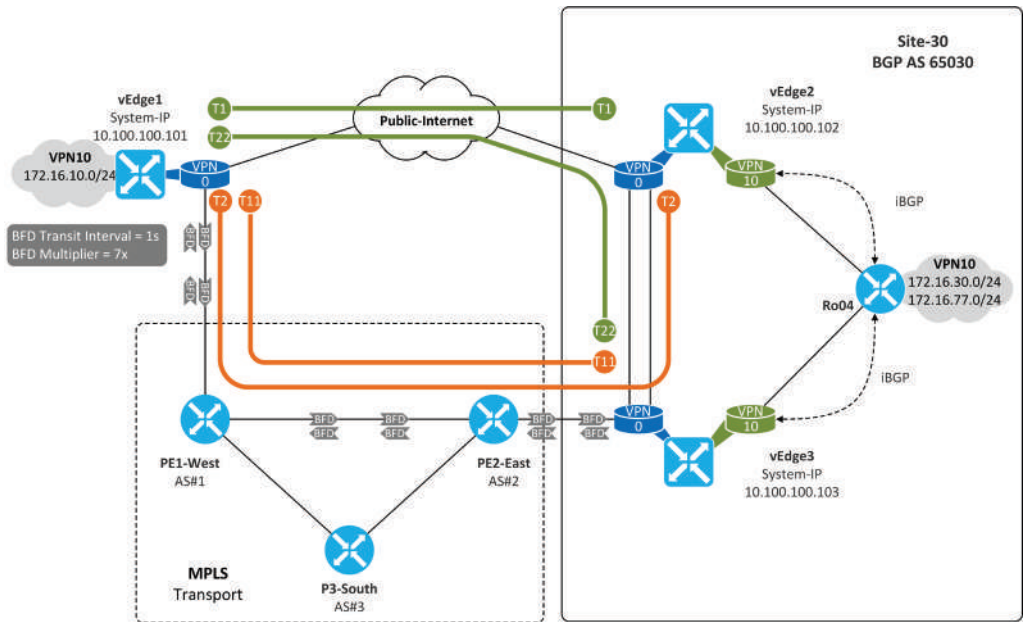 Site-30
BGP AS 65030
vEdge1
System-IP
10.100.100.101
VPN10
172.16.10.0/24
VPN
0
T1
T1
T22
Public-Internet
vEdge2
System-IP
10.100.100.102
VPN
0
VPN
10
T2
T11
T2
iBGP
BFD Transit Interval = 1s
BFD Multiplier = 7x
BFD
BFD
BFD
BFD
VPN10
172.16.30.0/24
172.16.77.0/24
Ro04
T22
T11
iBGP
BFD
BFD
BFD
BFD
BFD
BFD
BFD
BFD
VPN
0
VPN
10
PE1-West
AS#1
PE2-East
AS#2
vEdge3
System-IP
10.100.100.103
MPLS
Transport
P3-South
AS#3